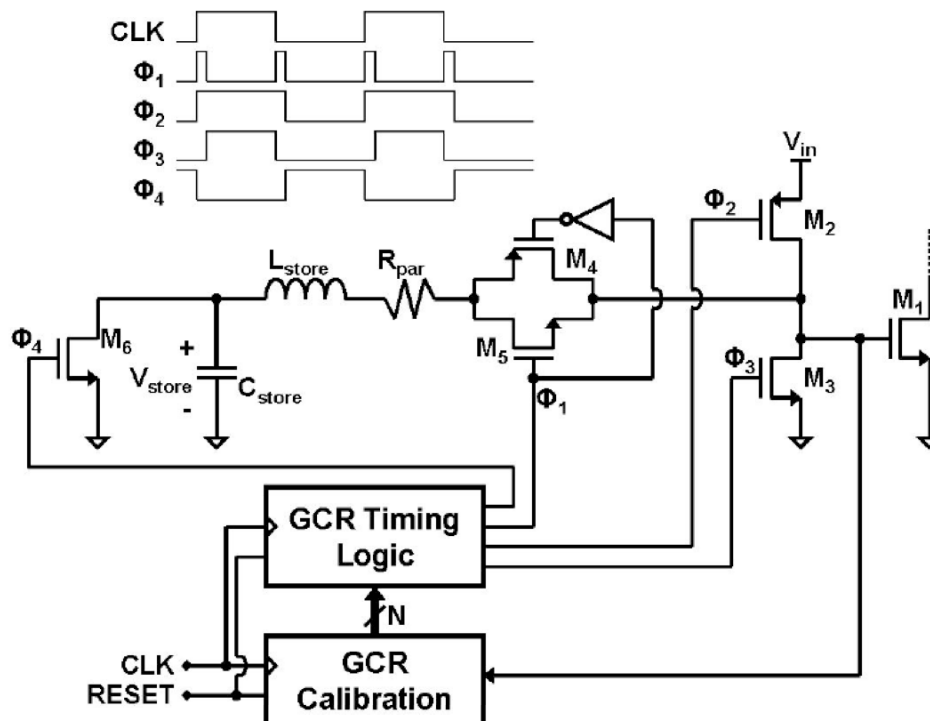 CLK
Φ1
Φ2
Φ3
Φ4
Vin
Φ2
M2
Lstore
Rpar
M4
M1
Φ4
M6
+
Vstore
-
Cstore
M5
Φ1
Φ3
M3
GCR Timing
Logic
N
CLK
RESET
GCR
Calibration